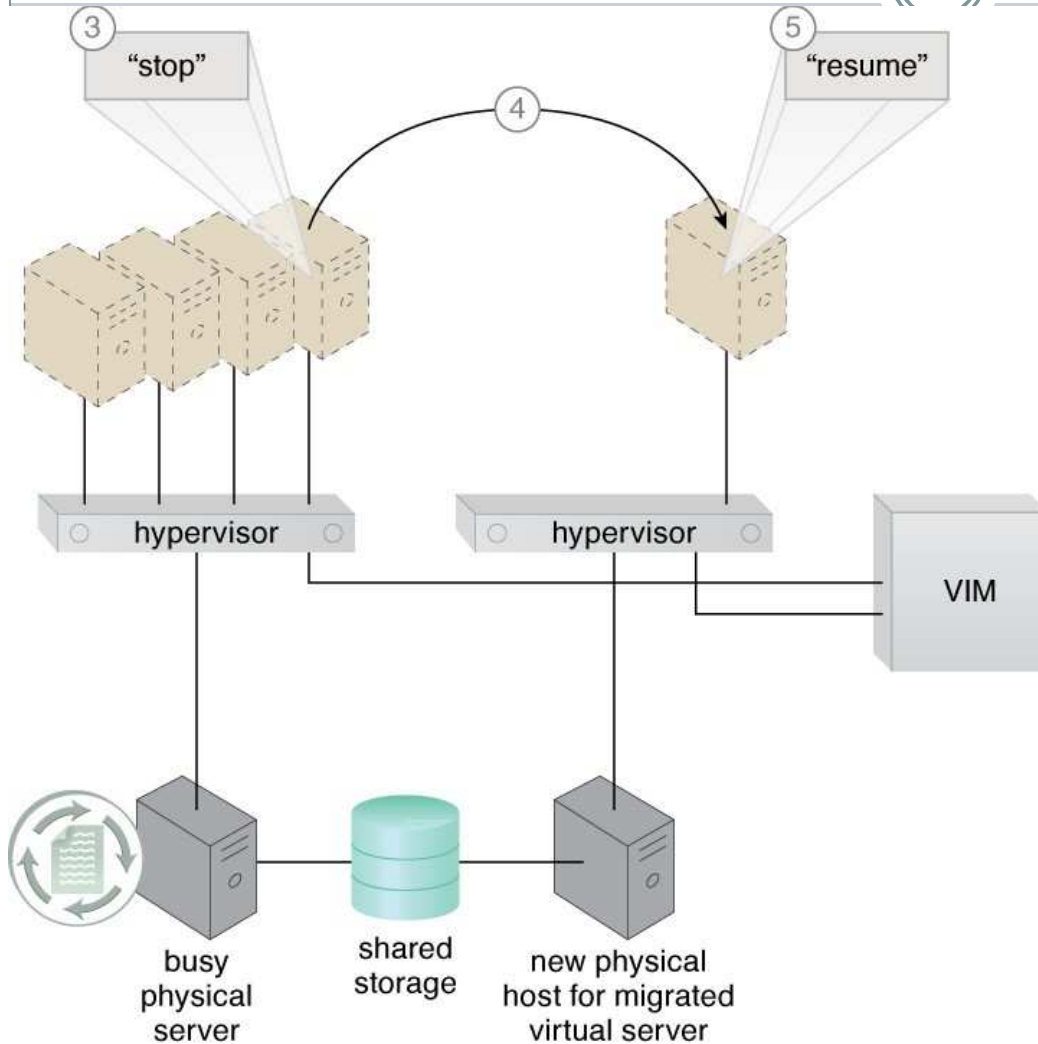 3
“stop”
5
“resume”
4
hypervisor
hypervisor
VIM
busy
physical
server
shared
storage
new physical
host for migrated
virtual server